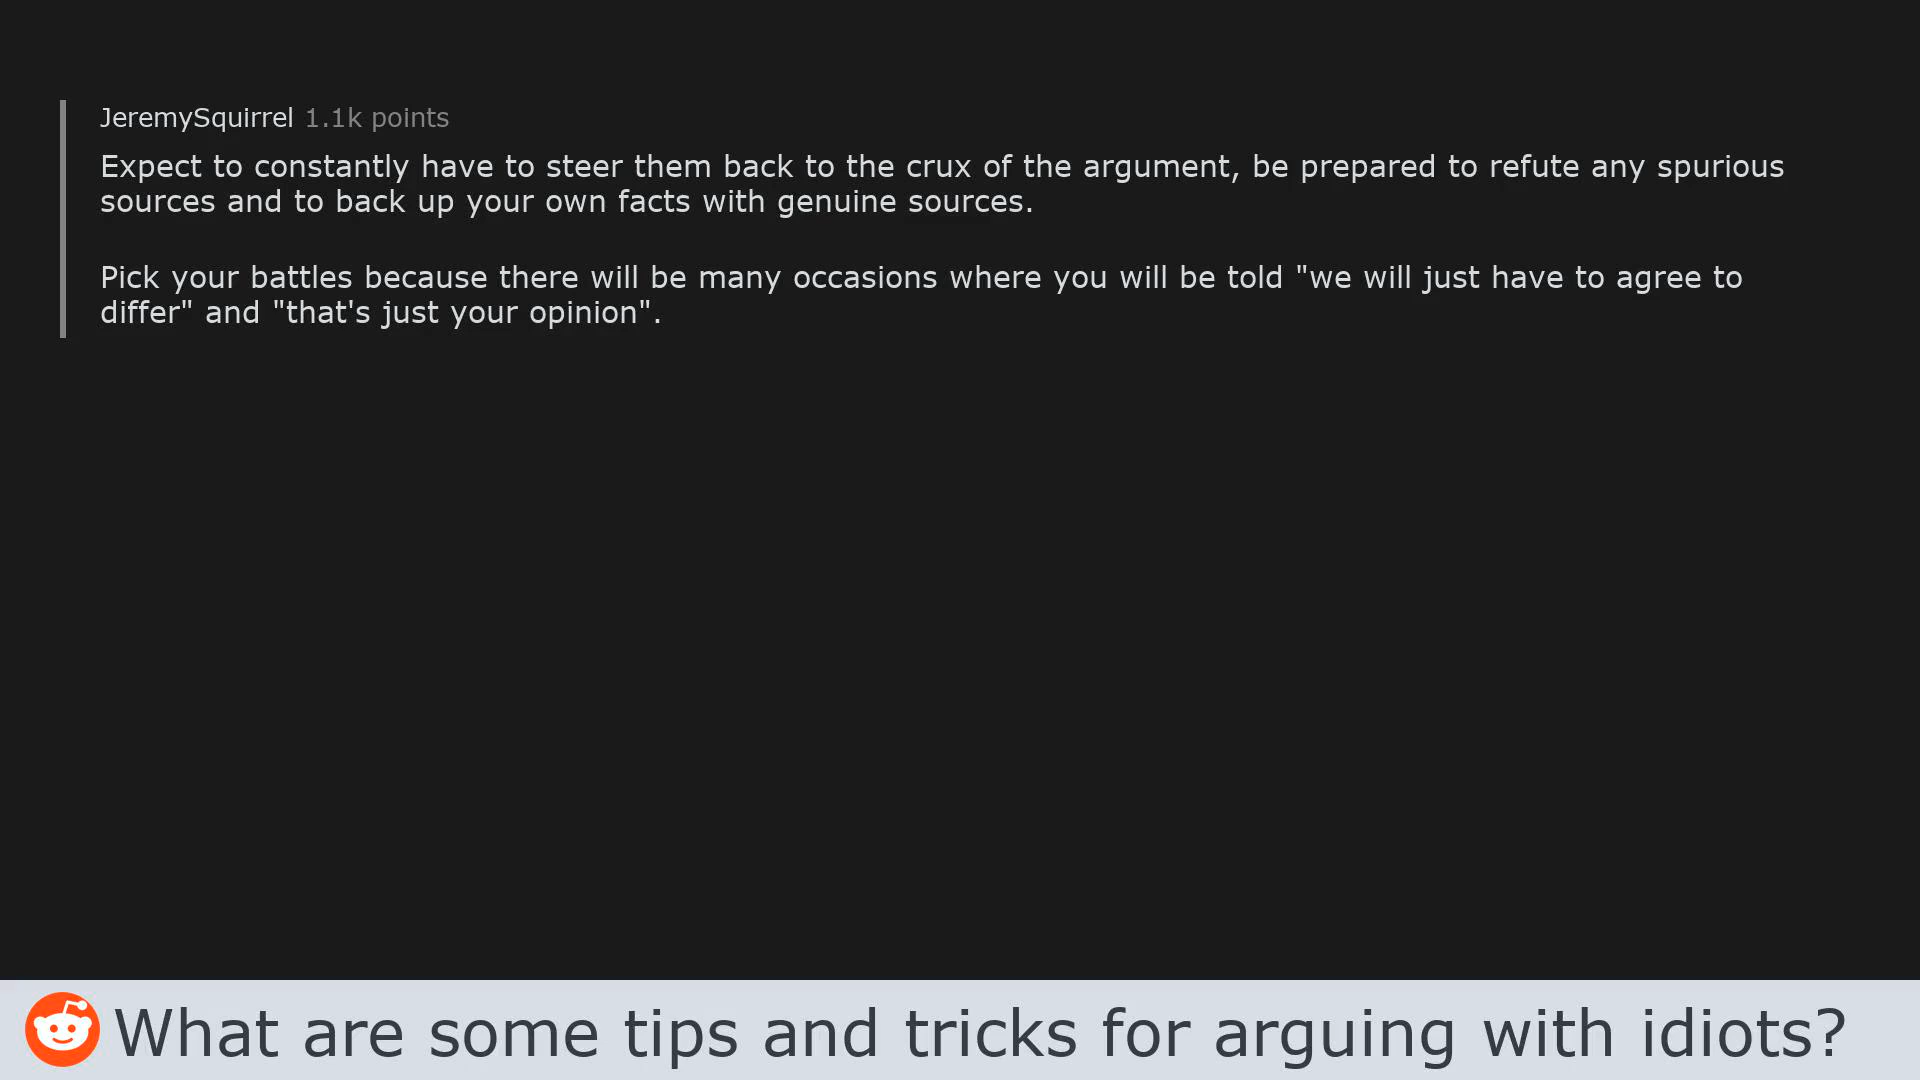 JeremySquirrel 1.1k points
Expect to constantly have to steer them back to the crux of the argument, be prepared to refute any spurious
sources and to back up your own facts with genuine sources.
Pick your battles because there will be many occasions where you will be told "we will just have to agree to
differ" and "that's just your opinion".
What are some tips and tricks for arguing with idiots?